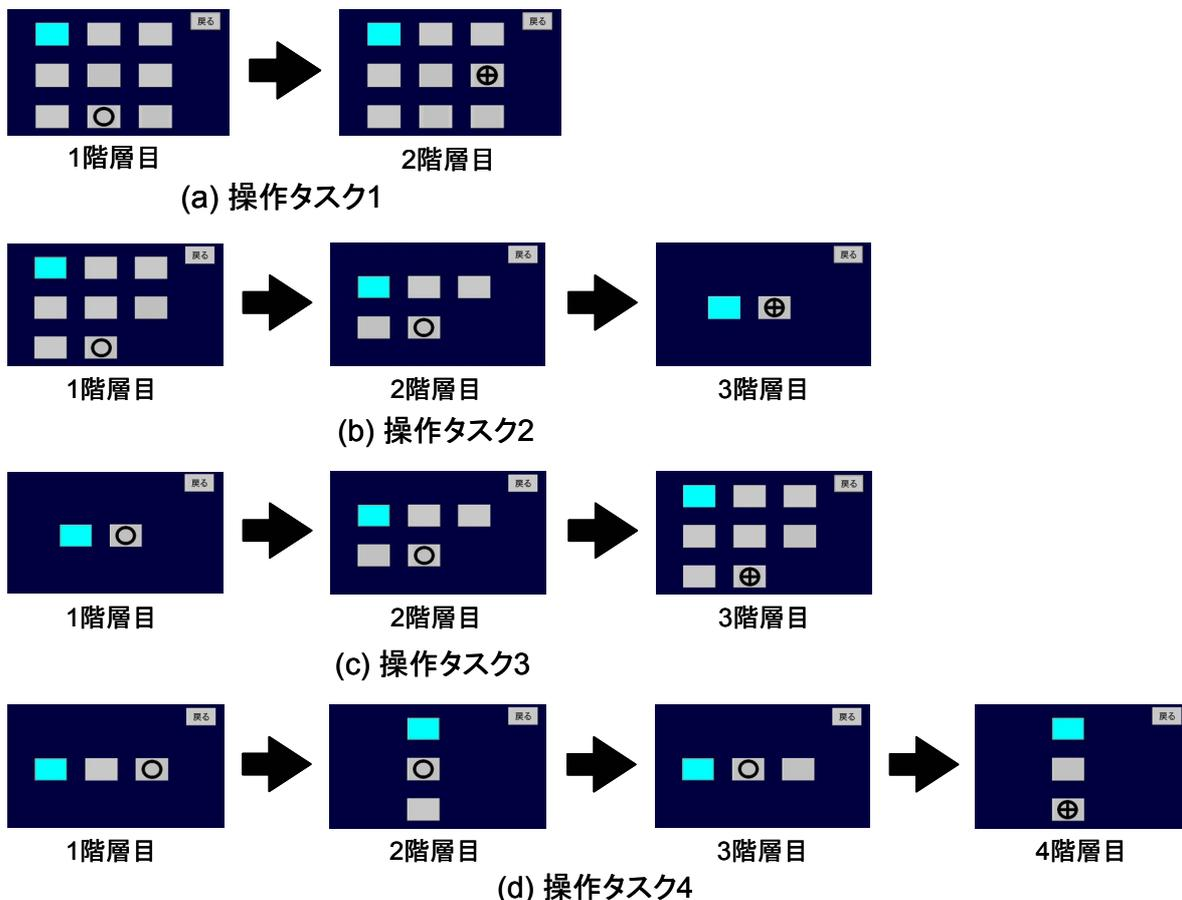 戻る 戻る
1階層目 2階層目
(a) 操作タスク1
戻る 戻る 戻る
1階層目 2階層目 3階層目
(b) 操作タスク2
戻る 戻る 戻る
1階層目 2階層目 3階層目
(c) 操作タスク3
戻る 戻る 戻る 戻る
1階層目 2階層目 3階層目 4階層目
(d) 操作タスク4